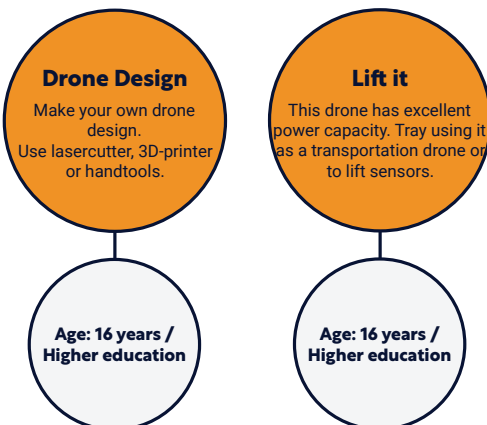 Drone Design
Make your own drone
design.
Use lasercutter, 3D-printer
or handtools.
Age: 16 years /
Higher education
Lift it
This drone has excellent
power capacity. Tray using it
as a transportation drone or
to lift sensors.
Age: 16 years /
Higher education